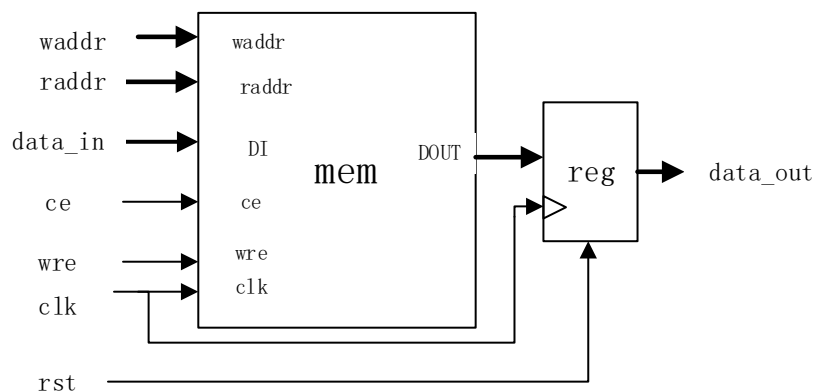 waddr
waddr
raddr
raddr
data_in
DI
DOUT
mem
reg
data_out
ce
ce
wre
wre
clk
clk
rst